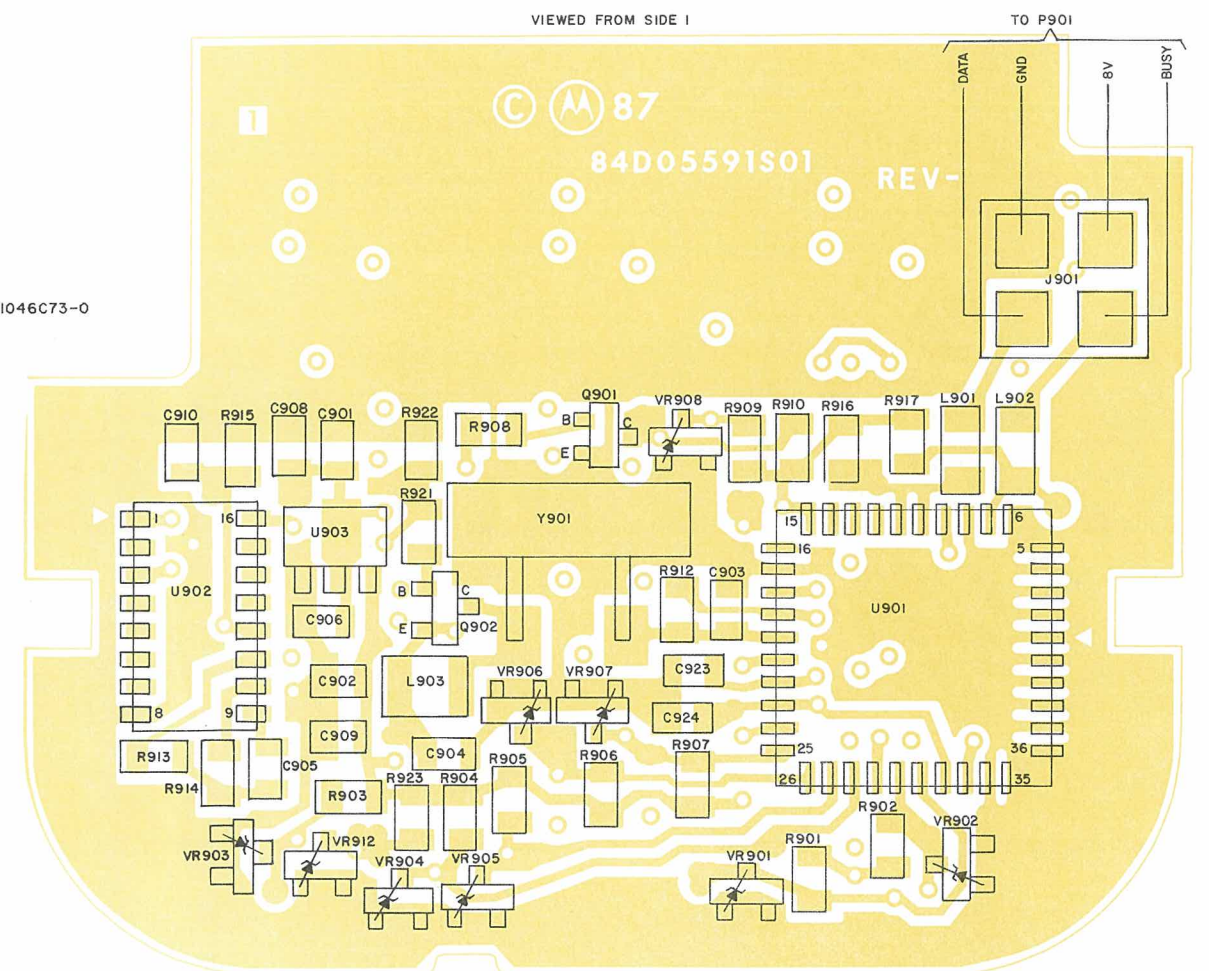 VIEWED FROM SIDE 1
TO P901
DATA
GND
8V
BUSY
1
© M 87
84D05591S01
REV-
J901
1046C73-0
C910
R915
C908
C901
R922
R908
Q901
B
C
E
VR908
R909
R910
R916
R917
L901
L902
R921
Y901
1
16
U903
U902
15
6
16
5
U901
R912
C903
B
C
E
Q902
C906
C902
L903
VR906
VR907
C923
C924
8
9
C909
C904
25
36
R913
R914
C905
R903
R923
R904
R905
R906
R907
26
35
R902
VR902
VR903
VR912
VR904
VR905
VR901
R901